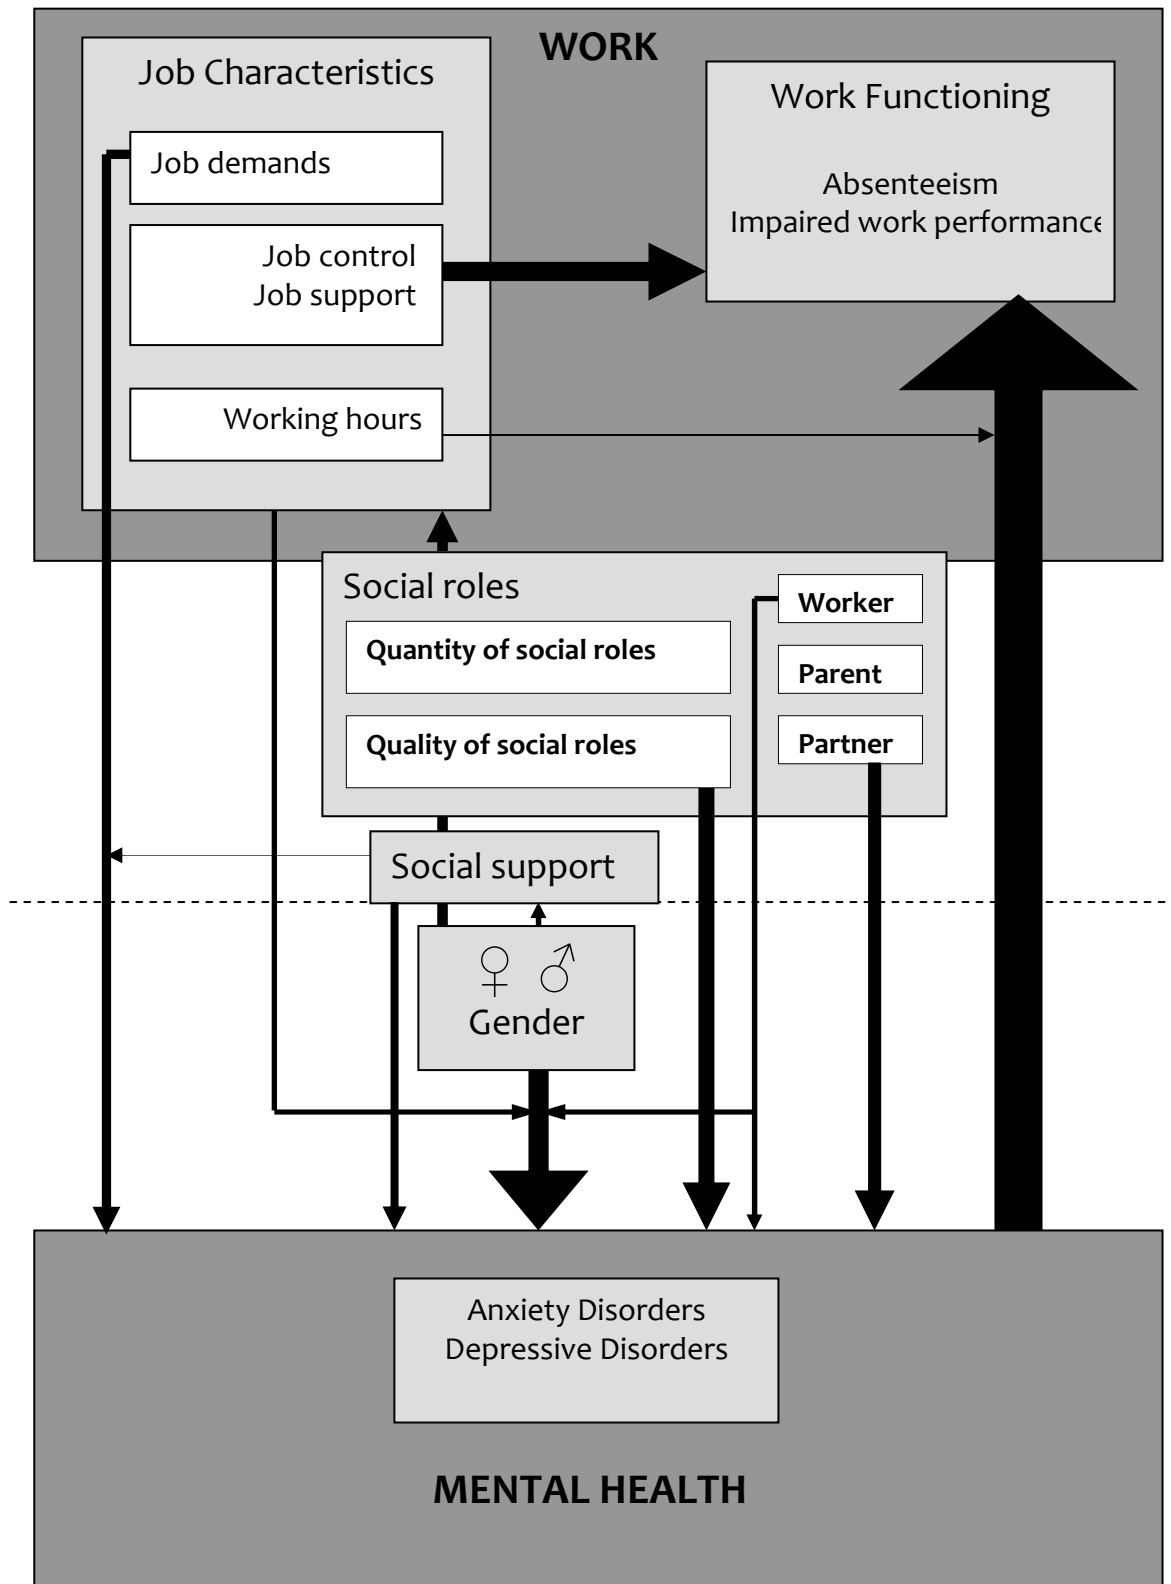 WORK
Job Characteristics
Job demands
Job control
Job support
Working hours
Work Functioning
Absenteeism
Impaired work performance
Social roles
Quantity of social roles
Quality of social roles
Worker
Parent
Partner
Social support
♀ ♂
Gender
Anxiety Disorders
Depressive Disorders
MENTAL HEALTH